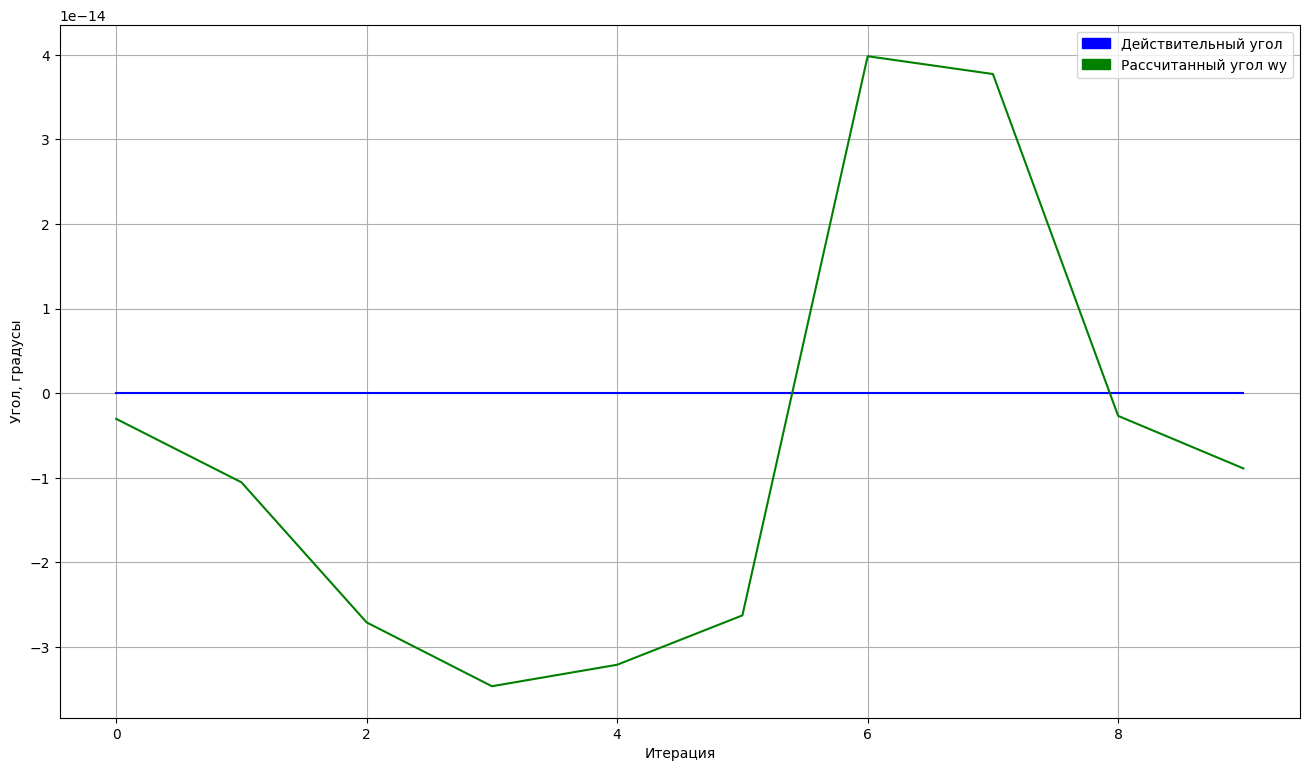 1e−14
Действительный угол
Рассчитанный угол wy
4
3
2
1
0
−1
−2
−3
Угол, градусы
0 2 4 6 8
Итерация